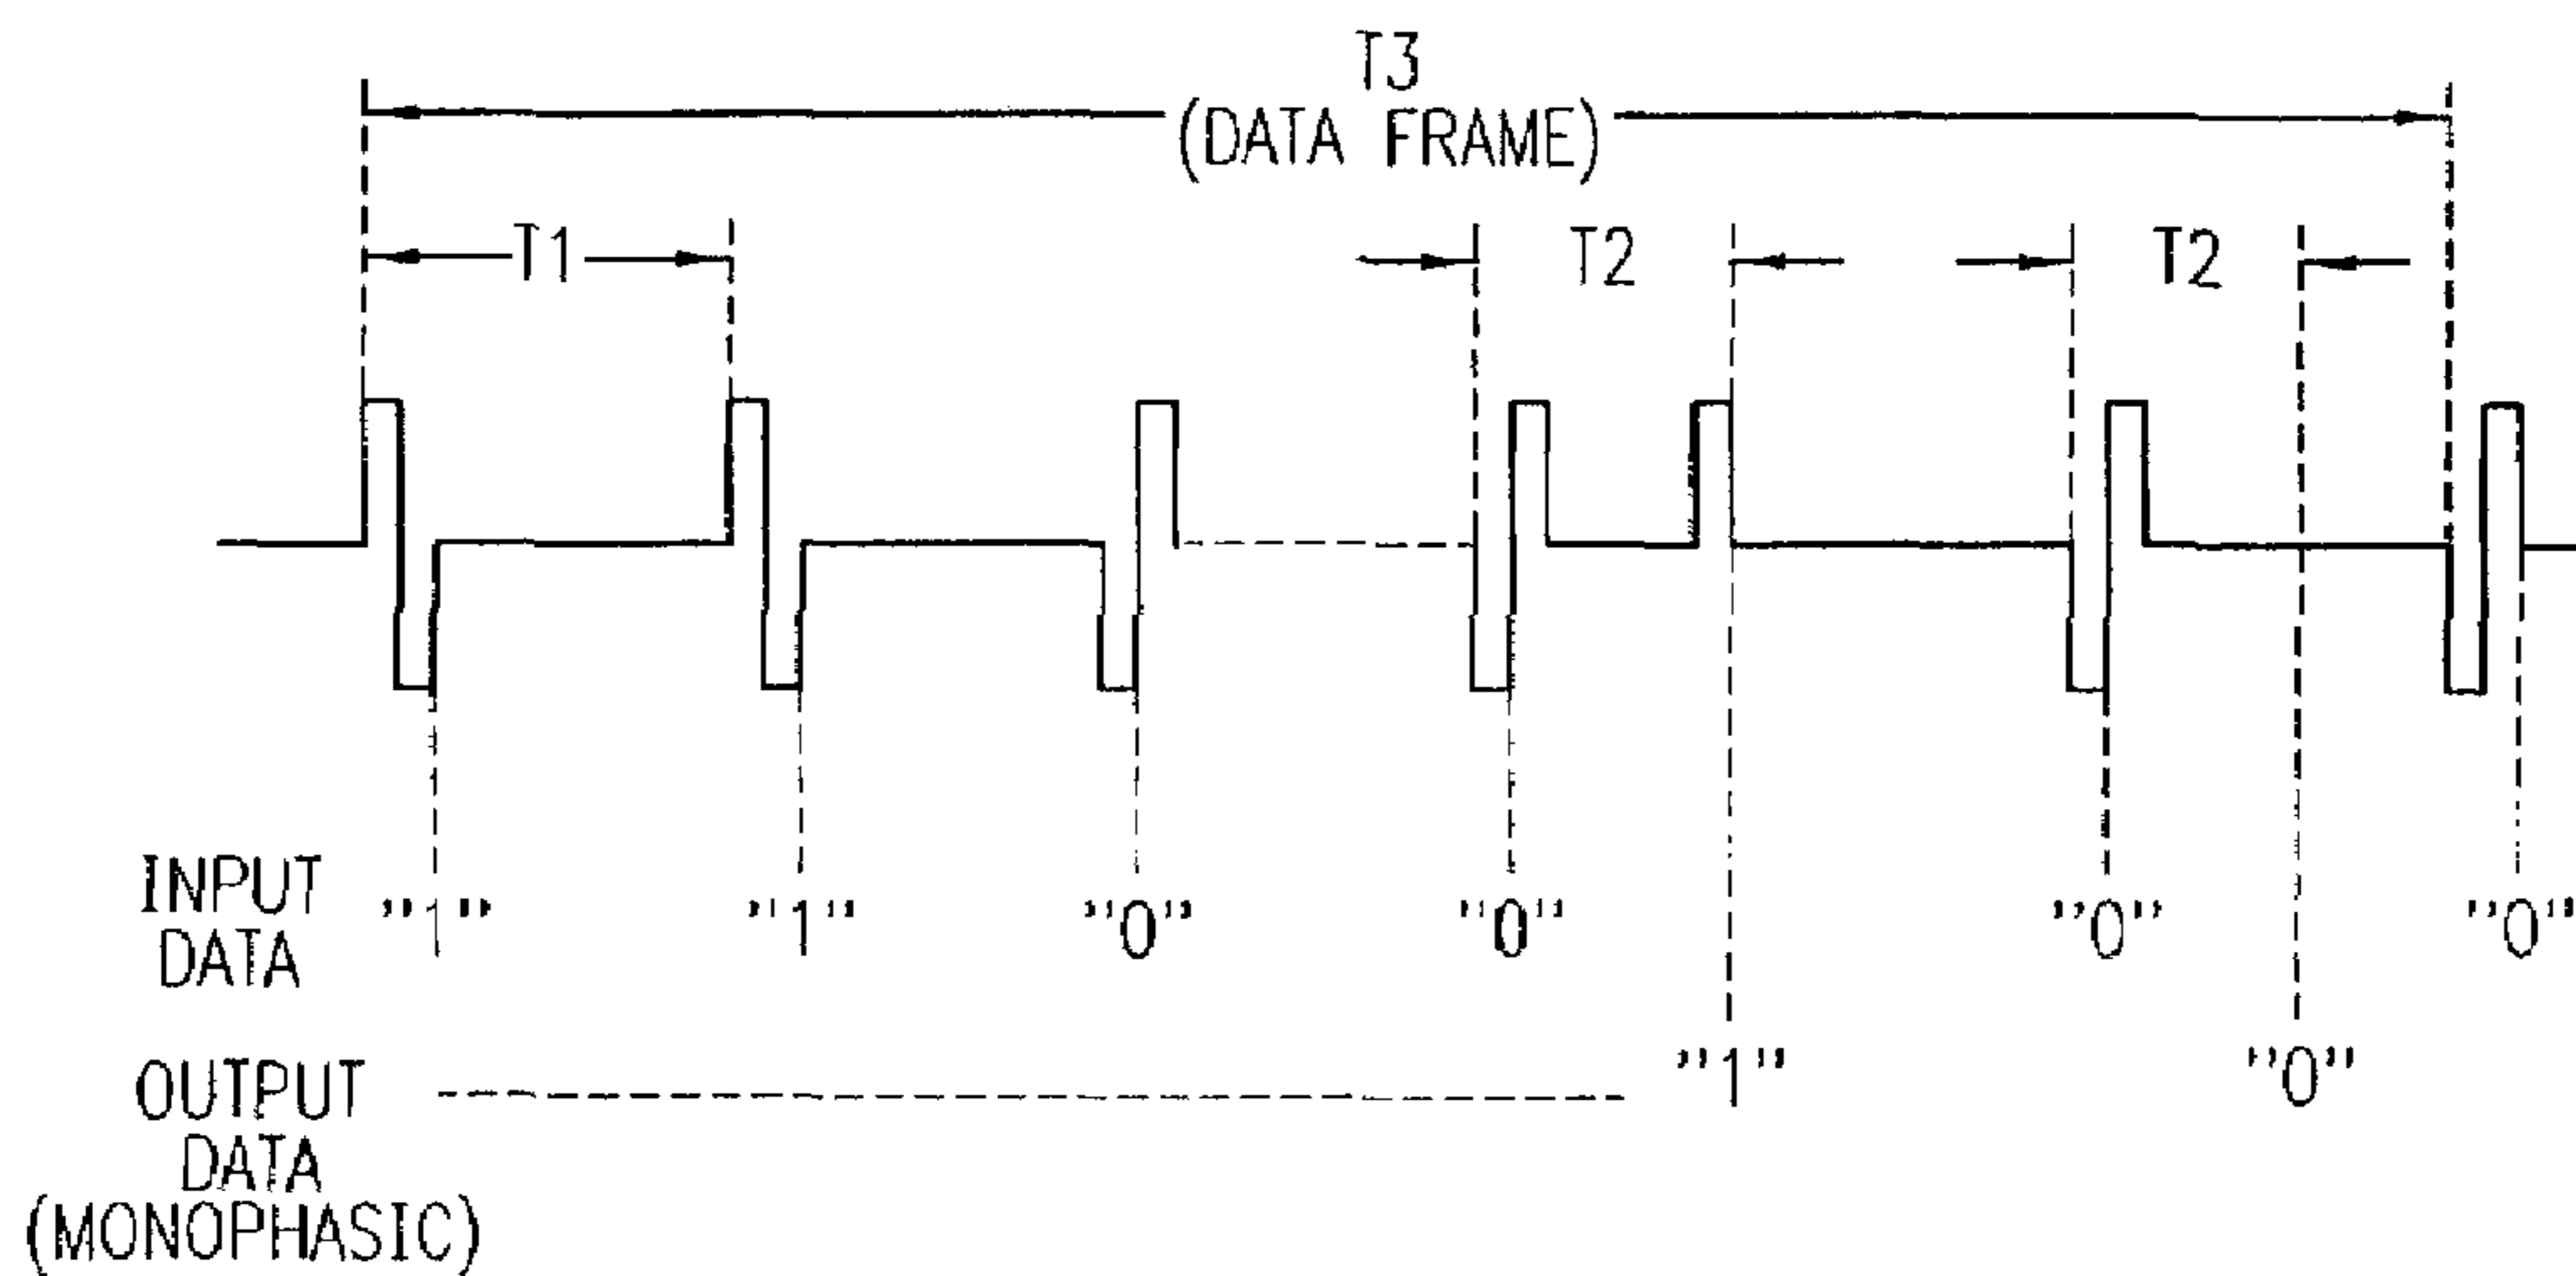 T3
(DATA FRAME)
T1 T2 T2
INPUT DATA "1" "1" "0" "0" "0" "0"
OUTPUT DATA (MONOPHASIC) "1" "0"